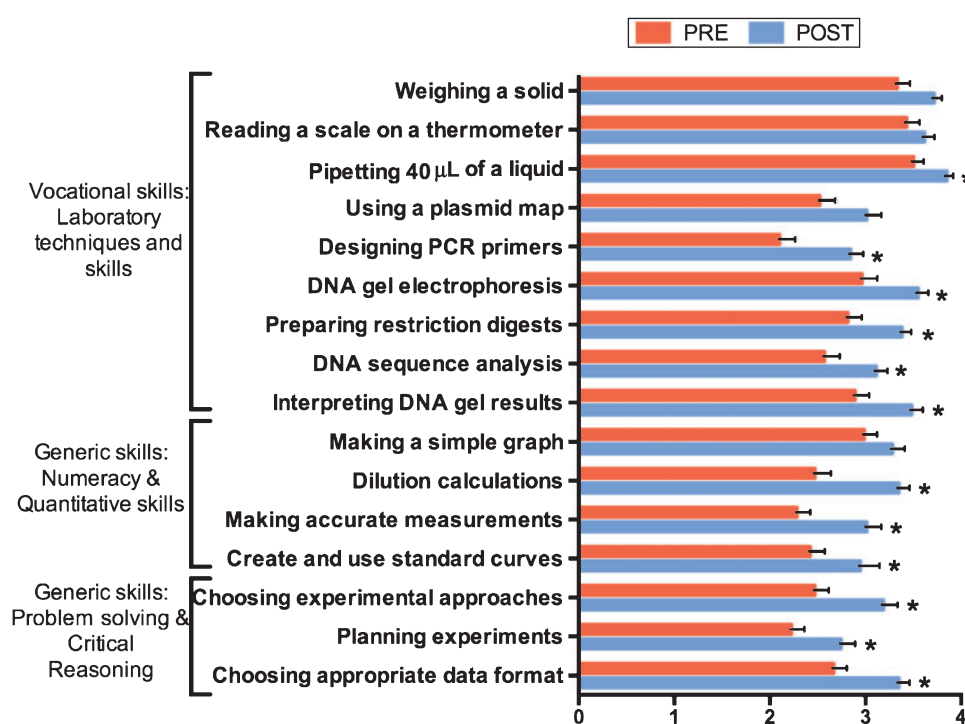 PRE POST
Weighing a solid
Reading a scale on a thermometer
Pipetting 40 μL of a liquid
*
Using a plasmid map
Designing PCR primers
*
DNA gel electrophoresis
*
Preparing restriction digests
*
DNA sequence analysis
*
Interpreting DNA gel results
*
Vocational skills:
Laboratory
techniques and
skills
Making a simple graph
Dilution calculations
*
Making accurate measurements
*
Create and use standard curves
*
Generic skills:
Numeracy &
Quantitative skills
Choosing experimental approaches
*
Planning experiments
*
Choosing appropriate data format
*
Generic skills:
Problem solving &
Critical
Reasoning
0 1 2 3 4